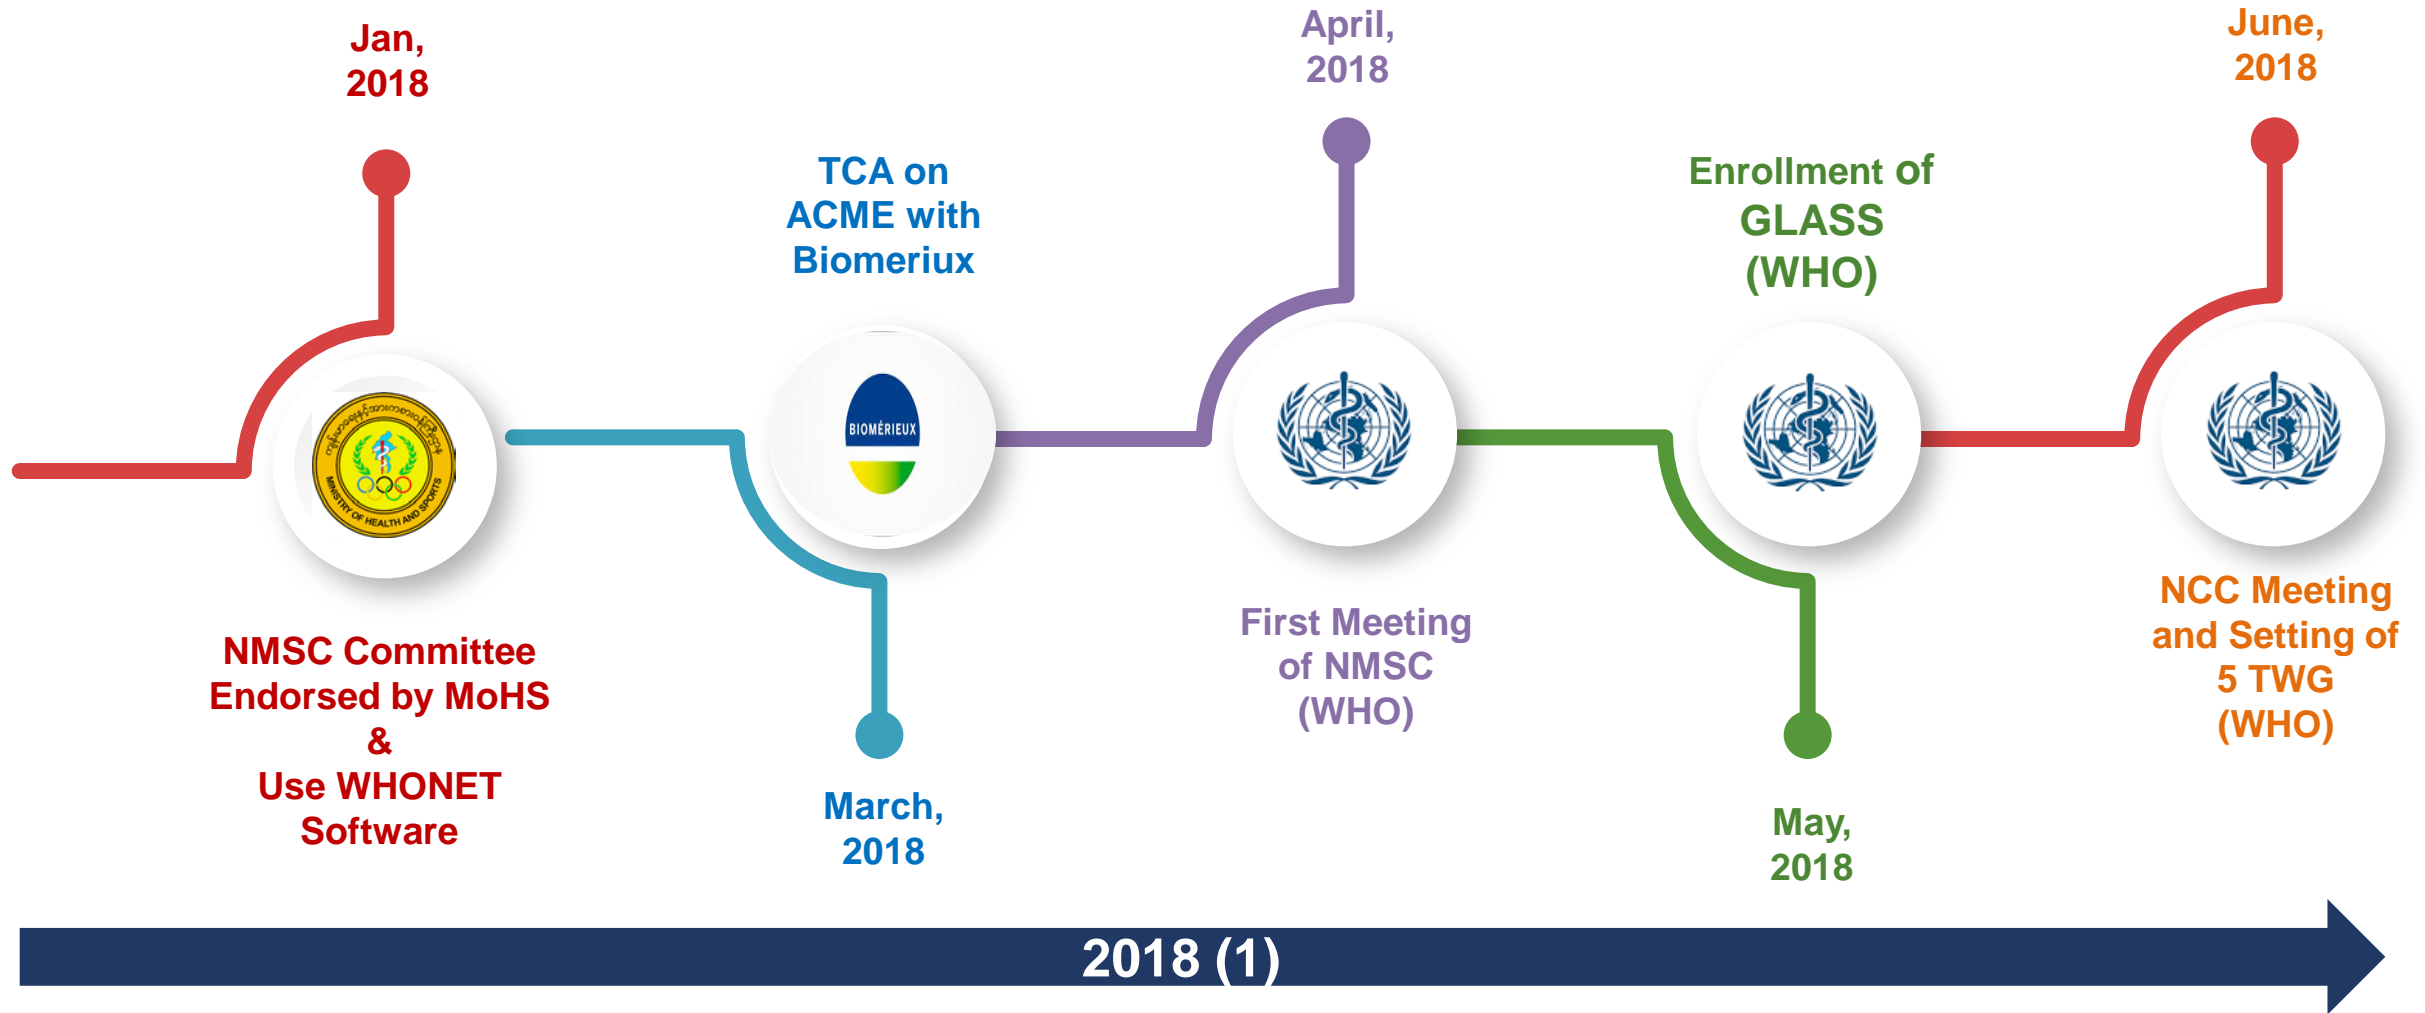 Jan,
2018
NMSC Committee
Endorsed by MoHS
&
Use WHONET
Software
MINISTRY OF HEALTH AND SPORTS
TCA on
ACME with
Biomeriux
BIOMÉRIEUX
March,
2018
April,
2018
First Meeting
of NMSC
(WHO)
Enrollment of
GLASS
(WHO)
May,
2018
June,
2018
NCC Meeting
and Setting of
5 TWG
(WHO)
2018 (1)